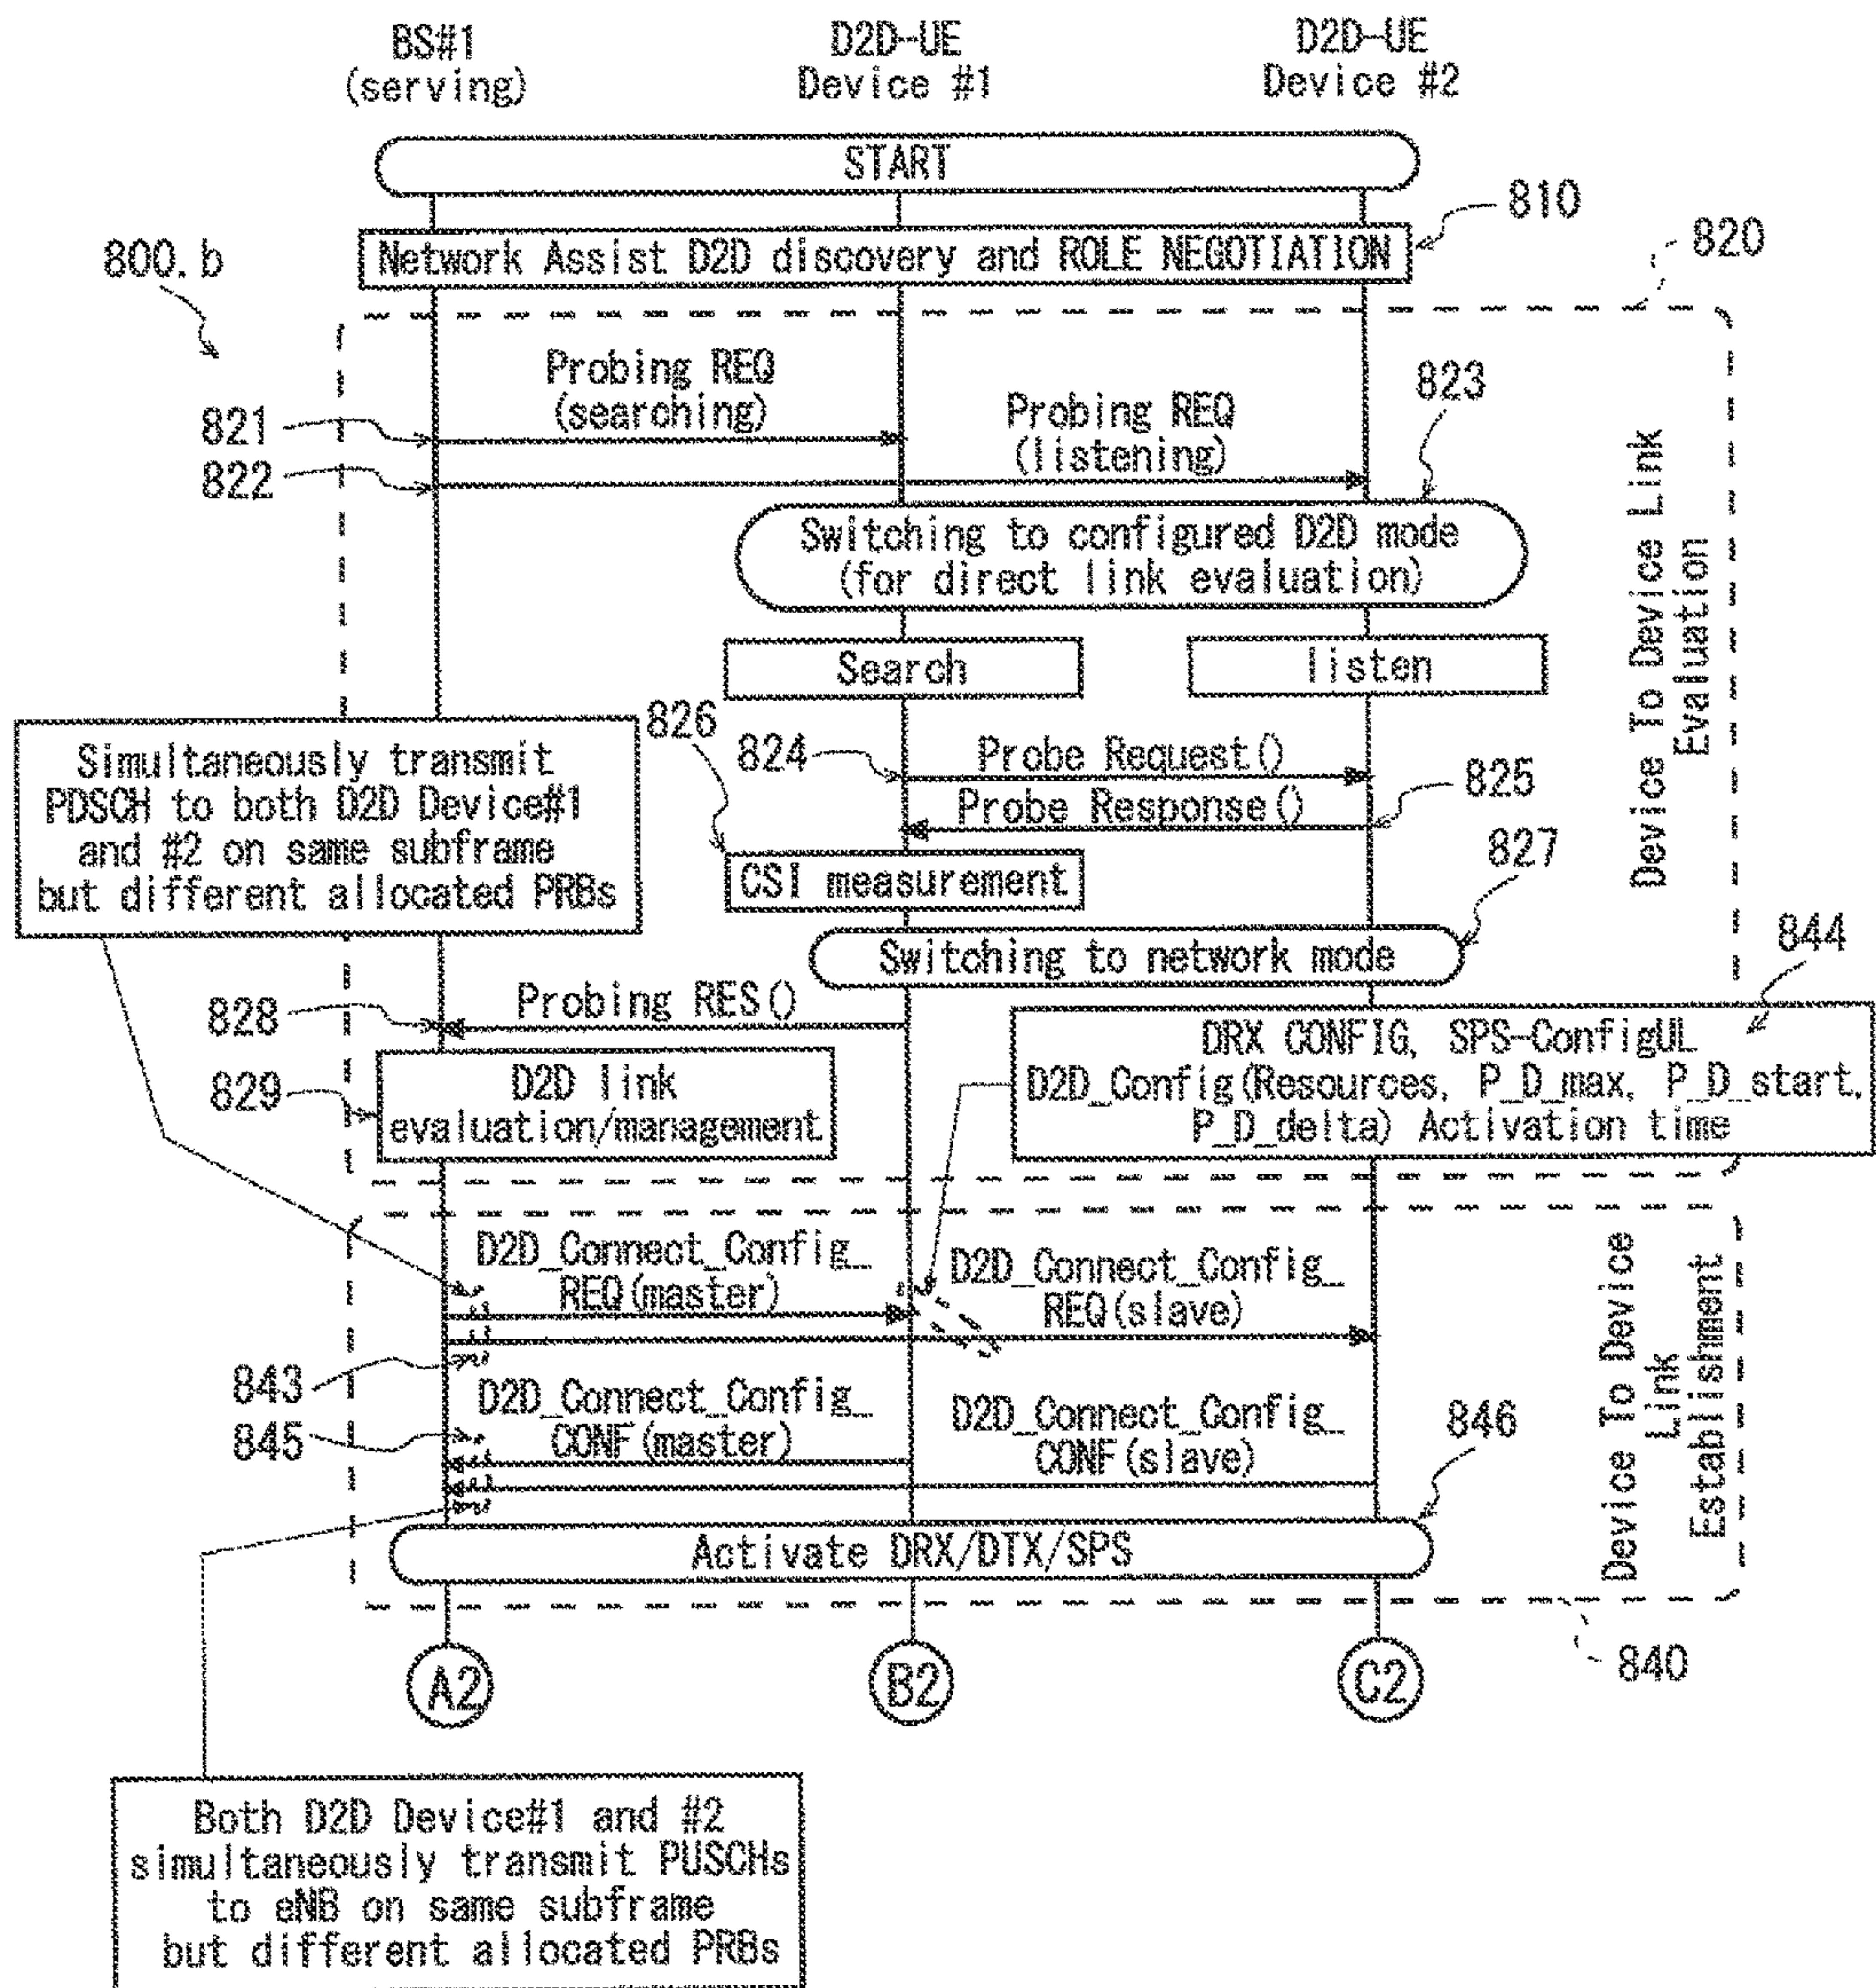 BS#1
(serving)
D2D-UE
Device #1
D2D-UE
Device #2
START
810
Network Assist D2D discovery and ROLE NEGOTIATION
820
800.b
Probing REQ
(searching)
821
Probing REQ
(listening)
822
823
Switching to configured D2D mode
(for direct link evaluation)
Device To Device Link
Evaluation
Search
listen
Simultaneously transmit
PDSCH to both D2D Device#1
and #2 on same subframe
but different allocated PRBs
826
824
Probe Request()
825
Probe Response()
827
CSI measurement
Switching to network mode
844
828
Probing RES()
DRX CONFIG, SPS-ConfigUL
D2D_Config(Resources, P_D_max, P_D_start,
P_D_delta) Activation time
829
D2D link
evaluation/management
D2D_Connect_Config_
REQ(master)
D2D_Connect_Config_
REQ(slave)
Device To Device
Link
Establishment
843
845
D2D_Connect_Config_
CONF(master)
D2D_Connect_Config_
CONF(slave)
846
Activate DRX/DTX/SPS
840
A2
B2
C2
Both D2D Device#1 and #2
simultaneously transmit PUSCHs
to eNB on same subframe
but different allocated PRBs